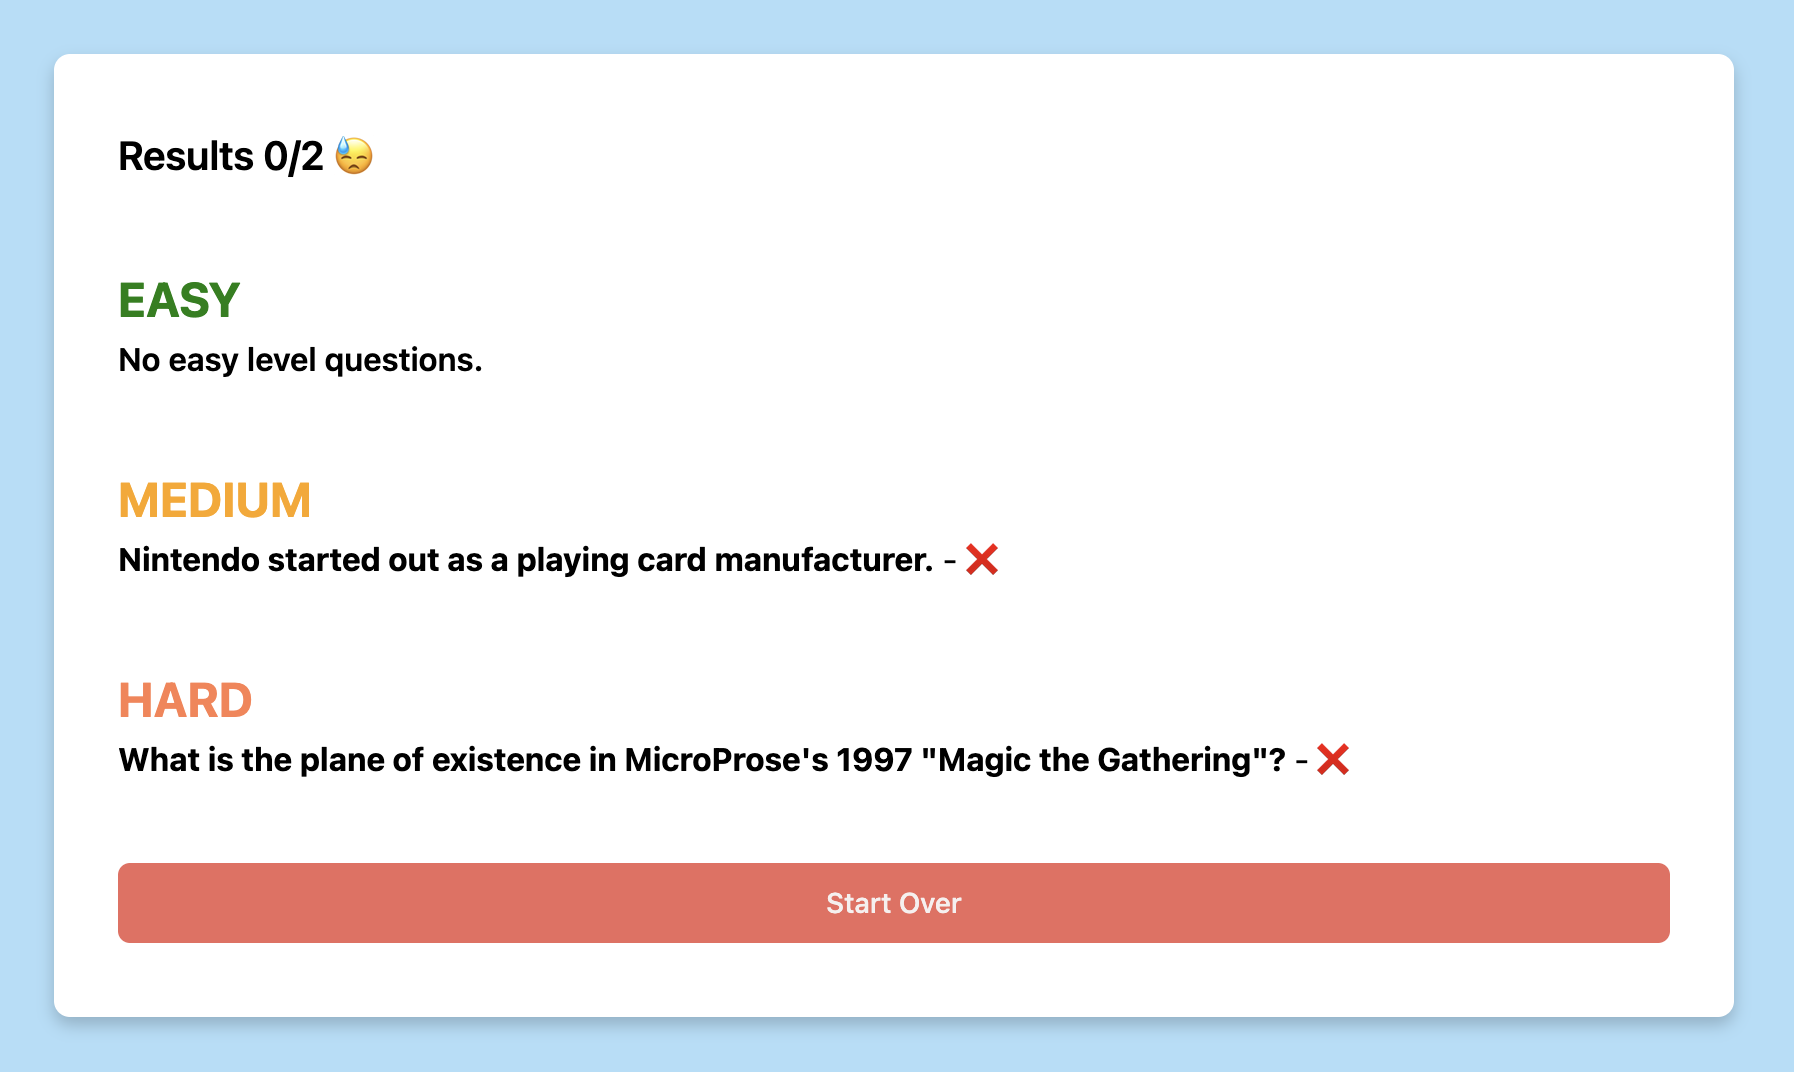 Results 0/2 😓
EASY
No easy level questions.
MEDIUM
Nintendo started out as a playing card manufacturer. - ❌
HARD
What is the plane of existence in MicroProse's 1997 "Magic the Gathering"? - ❌
Start Over